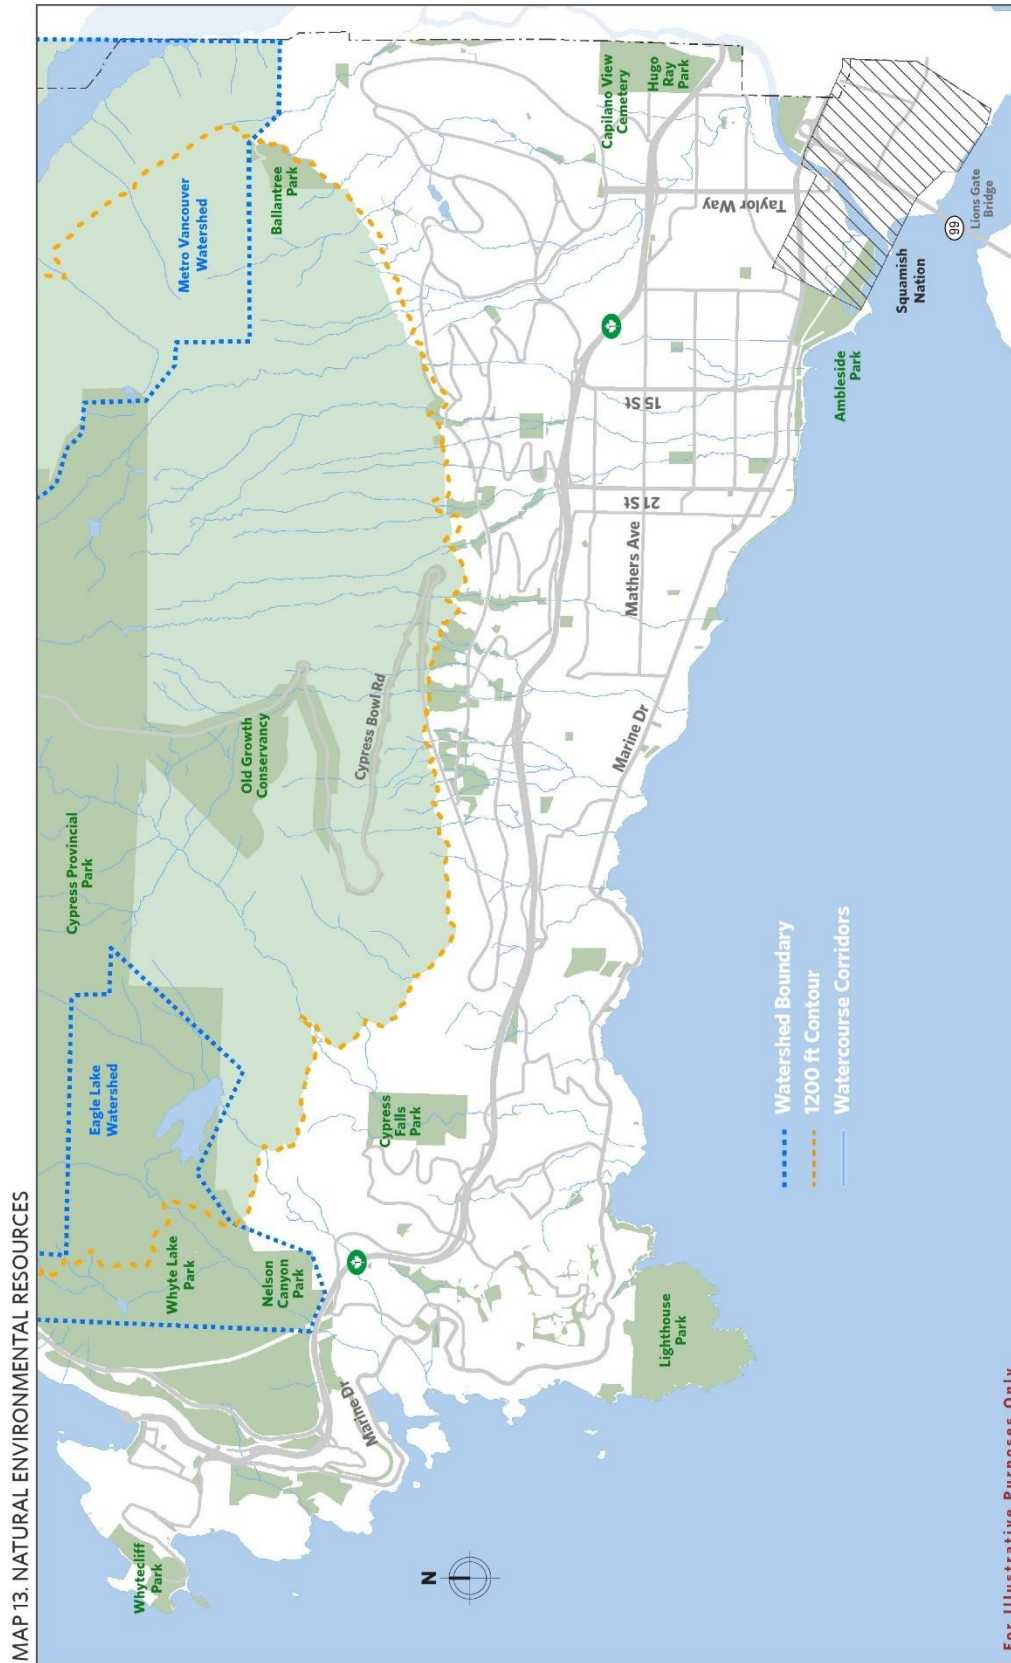 MAP 13. NATURAL ENVIRONMENTAL RESOURCES
Whytecliff
Park
Marine Dr
Whyte Lake
Park
Nelson
Canyon
Park
Eagle Lake
Watershed
Cypress Provincial
Park
Old Growth
Conservancy
Cypress Bowl Rd
Metro Vancouver
Watershed
Ballantree
Park
Cypress
Falls
Park
Lighthouse
Park
Marine Dr
Mathers Ave
21 St
15 St
Taylor Way
Capilano View
Cemetery
Hugo
Ray
Park
Ambleside
Park
Squamish
Nation
99
Lions Gate
Bridge
N
Watershed Boundary
1200 ft Contour
Watercourse Corridors
For Illustrative Purposes Only